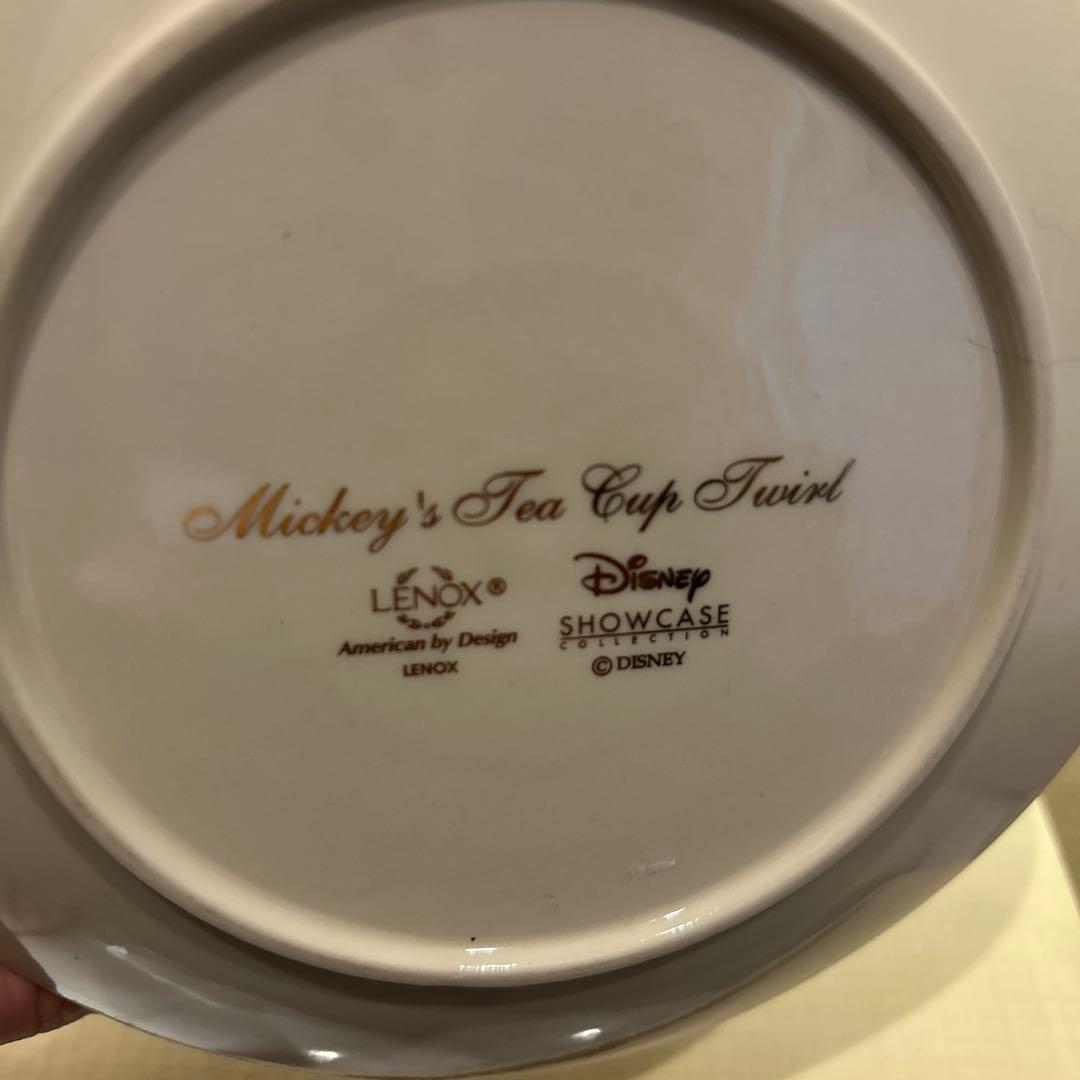 Mickey's Tea Cup Twirl
LENOX®
American by Design
LENOX
Disney
SHOWCASE
COLLECTION
© DISNEY